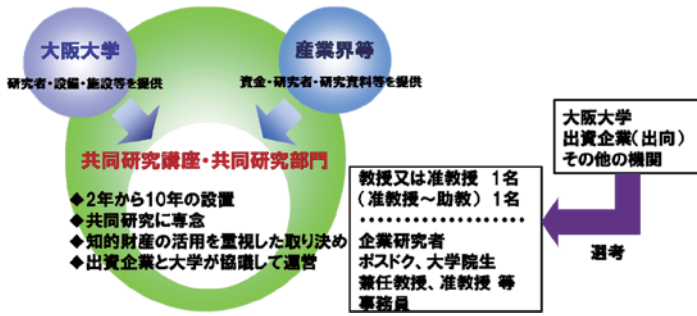 大阪大学
研究者・設備・施設等を提供
産業界等
資金・研究者・研究資料等を提供
共同研究講座・共同研究部門
◆2年から10年の設置
◆共同研究に専念
◆知的財産の活用を重視した取り決め
◆出資企業と大学が協議して運営
教授又は准教授 1名
(准教授~助教) 1名
・・・・・・・・・・・・・・・・・・・・
企業研究者
ポスドク、大学院生
兼任教授、准教授 等
事務員
大阪大学
出資企業(出向)
その他の機関
選考